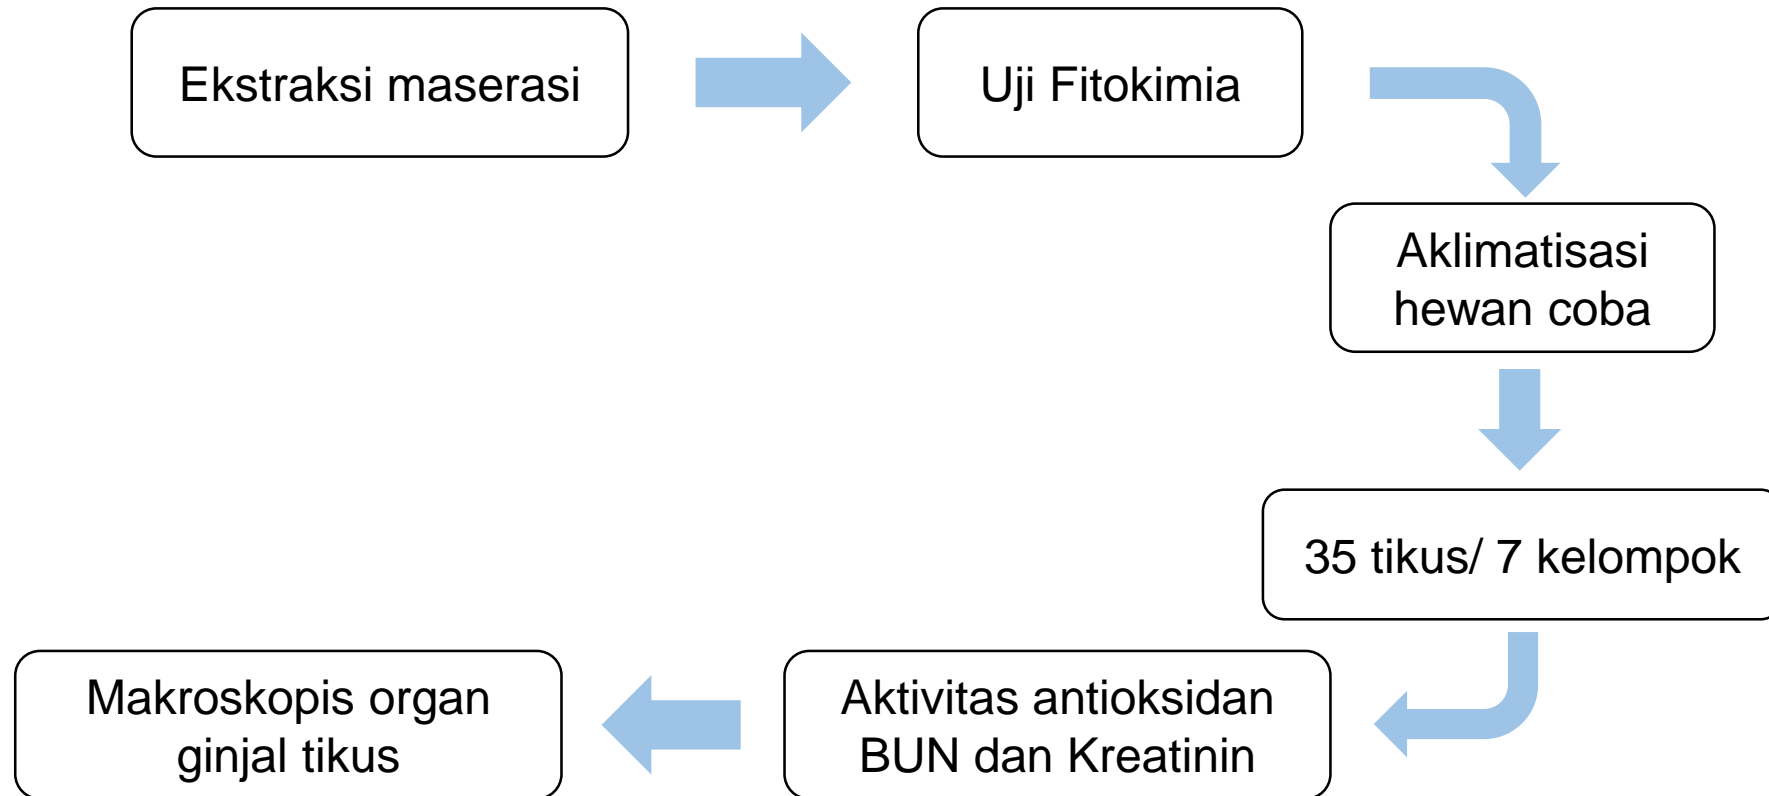 Ekstraksi maserasi
Uji Fitokimia
Aklimatisasi
hewan coba
35 tikus/ 7 kelompok
Aktivitas antioksidan
BUN dan Kreatinin
Makroskopis organ
ginjal tikus